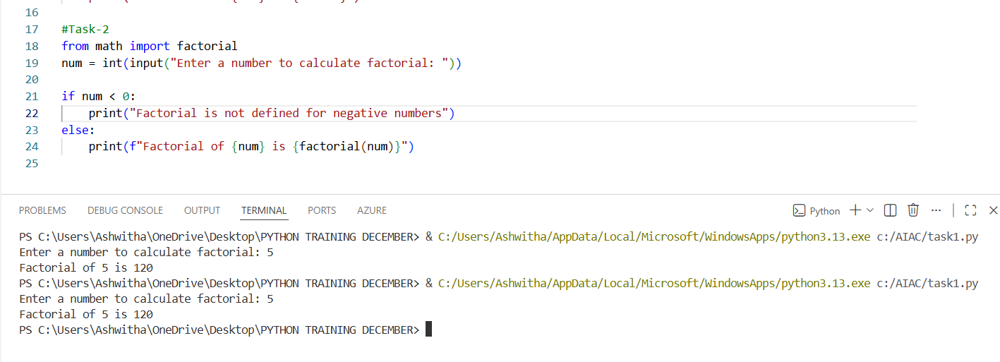 16
17 #Task-2
18 from math import factorial
19 num = int(input("Enter a number to calculate factorial: "))
20
21 if num < 0:
22     print("Factorial is not defined for negative numbers")
23 else:
24     print(f"Factorial of {num} is {factorial(num)}")
25
PROBLEMS DEBUG CONSOLE OUTPUT TERMINAL PORTS AZURE Python
PS C:\Users\Ashwitha\OneDrive\Desktop\PYTHON TRAINING DECEMBER> & C:/Users/Ashwitha/AppData/Local/Microsoft/WindowsApps/python3.13.exe c:/AIAC/task1.py
Enter a number to calculate factorial: 5
Factorial of 5 is 120
PS C:\Users\Ashwitha\OneDrive\Desktop\PYTHON TRAINING DECEMBER> & C:/Users/Ashwitha/AppData/Local/Microsoft/WindowsApps/python3.13.exe c:/AIAC/task1.py
Enter a number to calculate factorial: 5
Factorial of 5 is 120
PS C:\Users\Ashwitha\OneDrive\Desktop\PYTHON TRAINING DECEMBER>